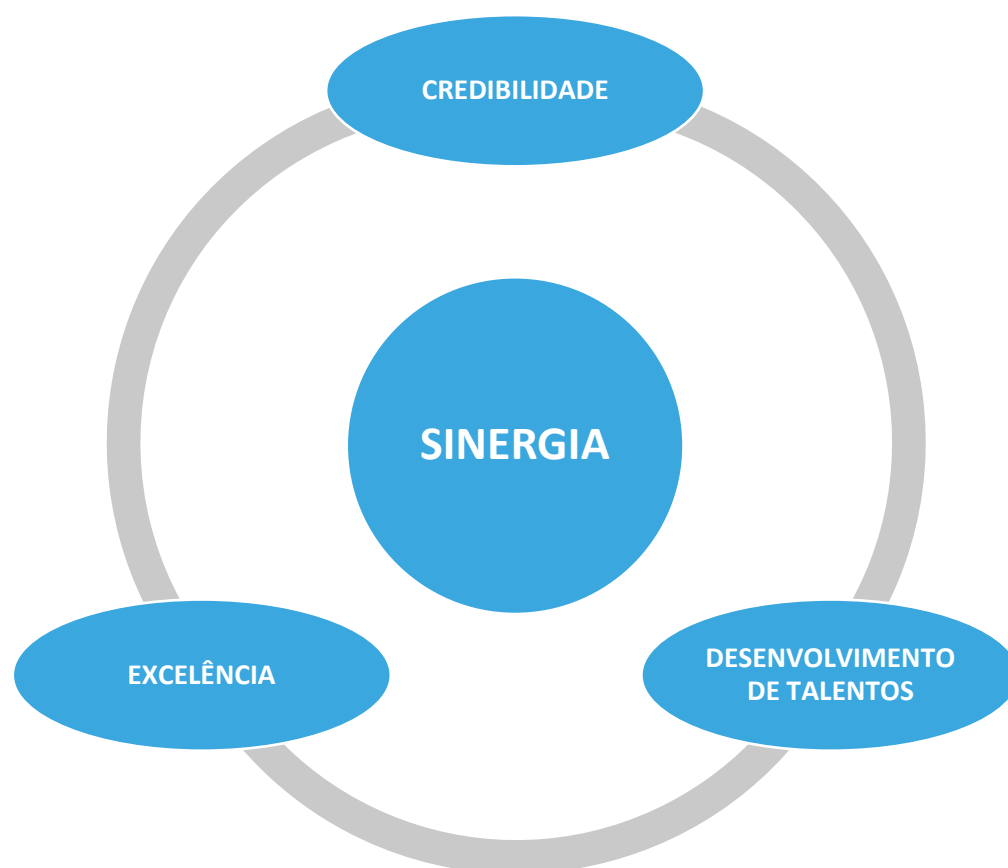 CREDIBILIDADE
SINERGIA
EXCELÊNCIA
DESENVOLVIMENTO
DE TALENTOS